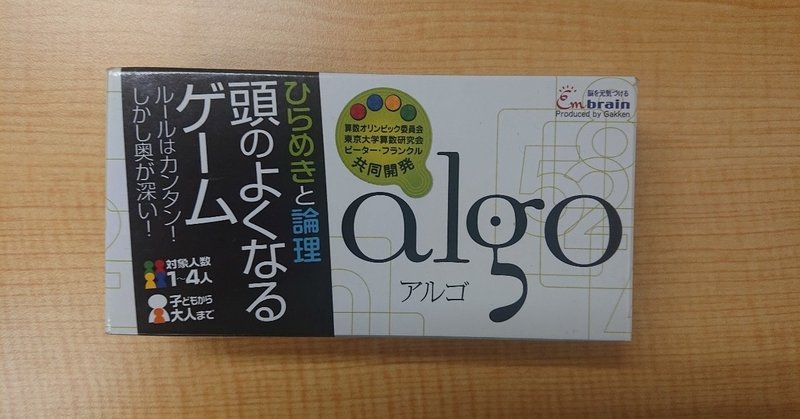 ひらめきと論理
頭のよくなる
ゲーム
ルールはカンタン！
しかし奥が深い！
対象人数
1~4人
子どもから
大人まで
算数オリンピック委員会
東京大学算数研究会
ピーター・フランクル
共同開発
algo
アルゴ
脳を元気づける
Embrain
Produced by Gakken